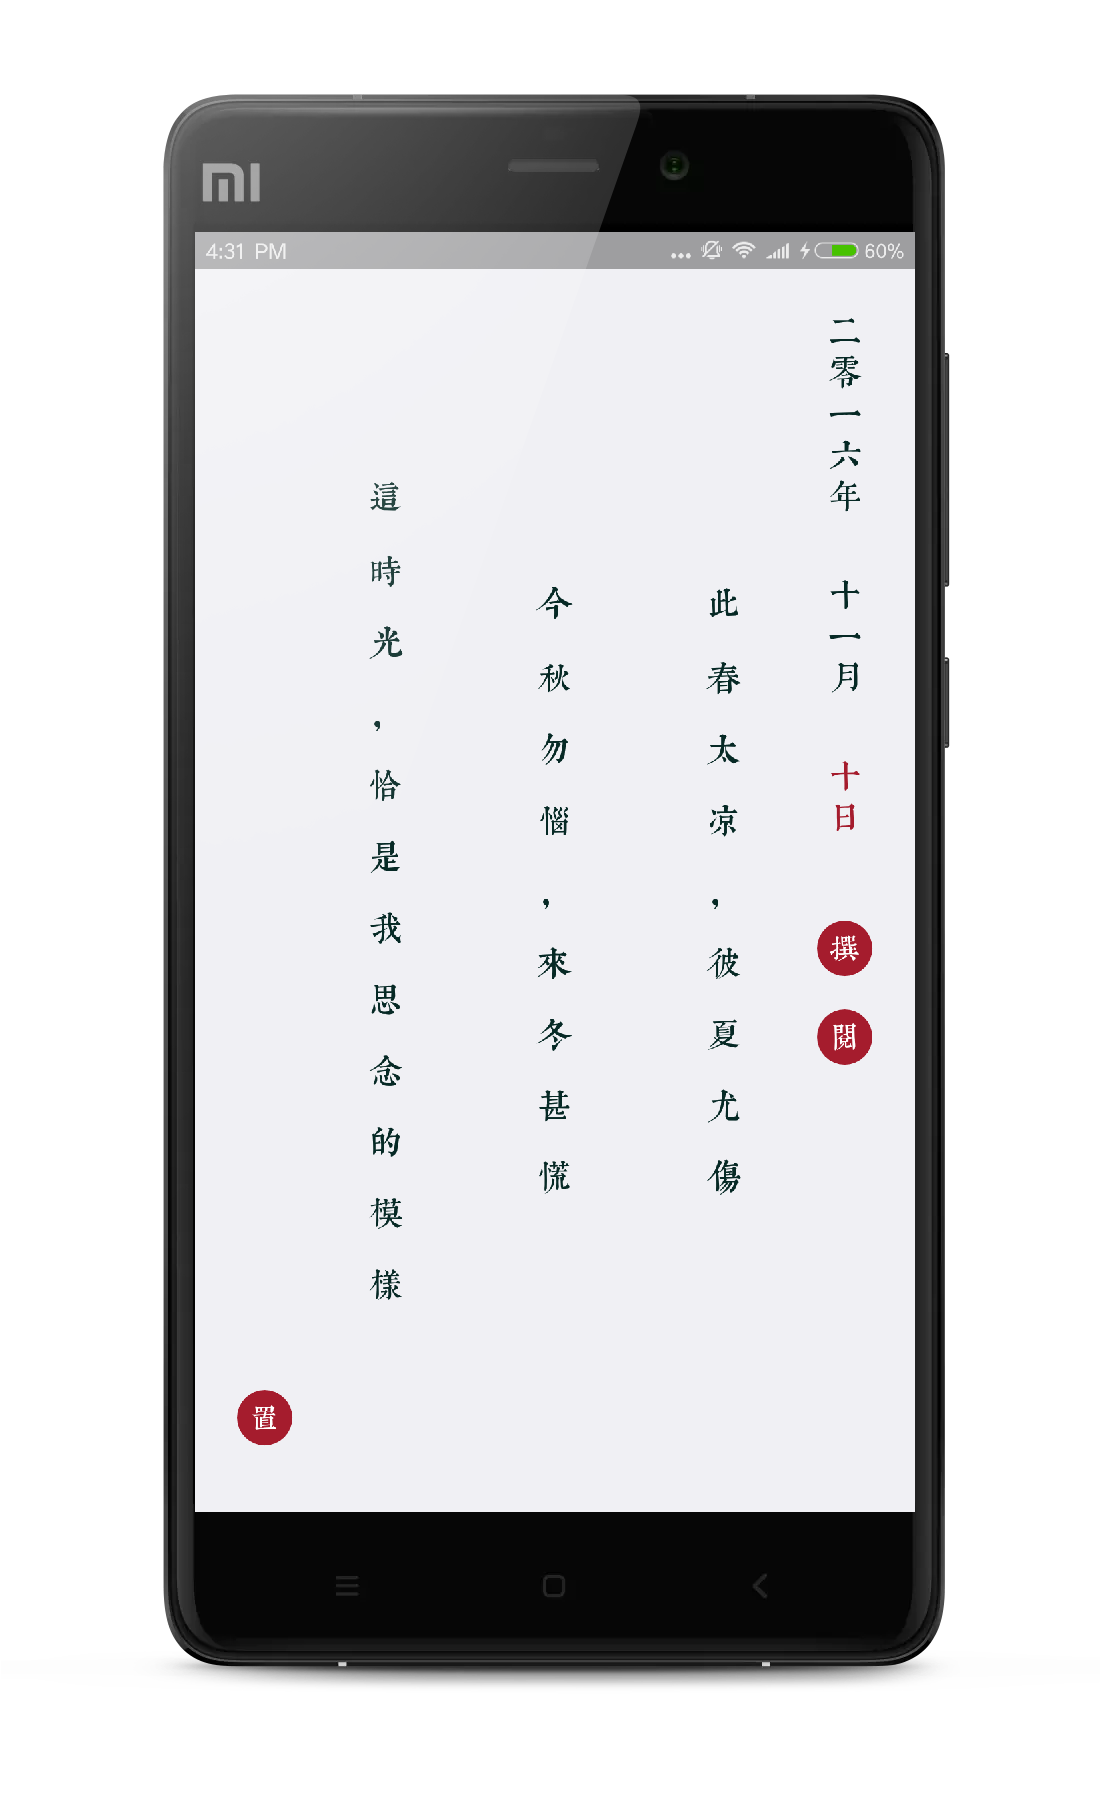 MI
4:31 PM
60%
二零一六年 十一月 十日
撰
閱
此春太凉，彼夏尤傷
今秋勿惱，來冬甚慌
這時光，恰是我思念的模樣
置